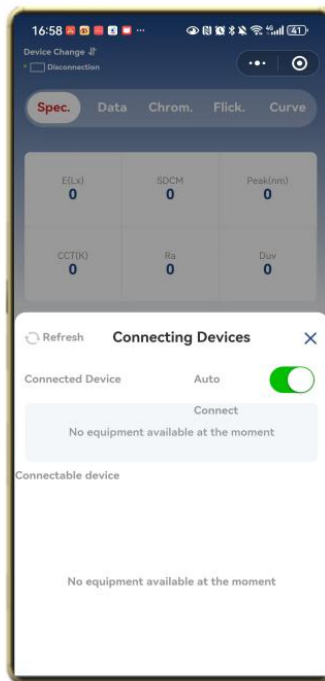 16:58 ... 4G 41
Device Change
Disconnection
Spec. Data Chrom. Flick. Curve
E(Lx) SDCM Peak(nm)
0 0 0
CCT(K) Ra Duv
0 0 0
Refresh Connecting Devices ×
Connected Device Auto
Connect
No equipment available at the moment
Connectable device
No equipment available at the moment